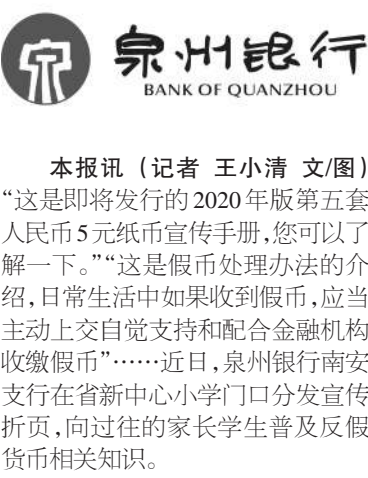 泉州银行
BANK OF QUANZHOU
本报讯（记者 王小清 文/图）
“这是即将发行的2020年版第五套
人民币5元纸币宣传手册,您可以了
解一下。”“这是假币处理办法的介
绍,日常生活中如果收到假币,应当
主动上交自觉支持和配合金融机构
收缴假币”……近日,泉州银行南安
支行在省新中心小学门口分发宣传
折页,向过往的家长学生普及反假
货币相关知识。